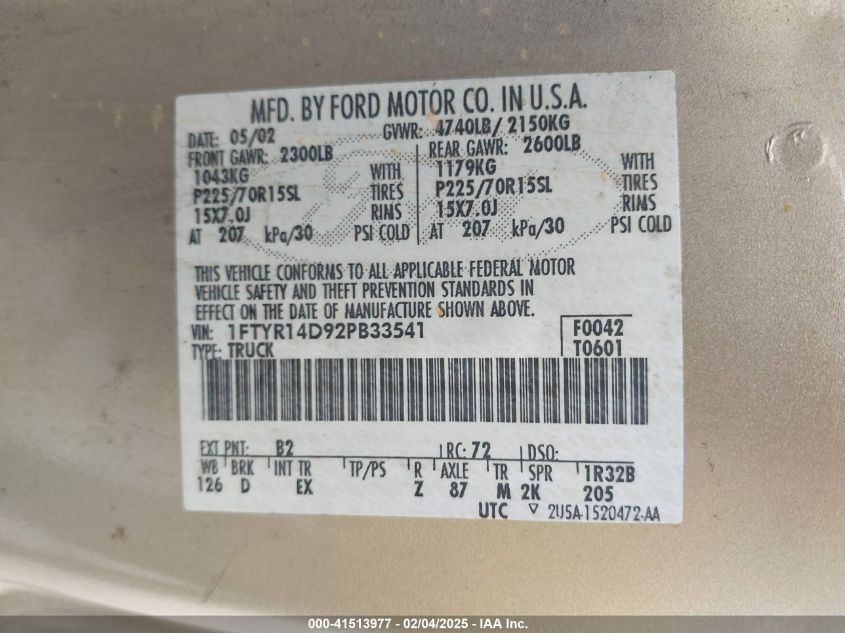 MFD. BY FORD MOTOR CO. IN U.S.A.
DATE: 05/02 GVWR: 4740LB/ 2150KG
FRONT GAWR: 2300LB REAR GAWR: 2600LB
1043KG WITH 1179KG WITH
P225/70R15SL TIRES P225/70R15SL TIRES
15X7.0J RIMS 15X7.0J RIMS
AT 207 kPa/30 PSI COLD AT 207 kPa/30 PSI COLD
THIS VEHICLE CONFORMS TO ALL APPLICABLE FEDERAL MOTOR
VEHICLE SAFETY AND THEFT PREVENTION STANDARDS IN
EFFECT ON THE DATE OF MANUFACTURE SHOWN ABOVE.
VIN: 1FTYR14D92PB33541 F0042
TYPE: TRUCK T0601
EXT PNT: B2 RC: 72 DSO:
WB BRK INT TR TP/PS R AXLE TR SPR 1R32B
126 D EX Z 87 M 2K 205
UTC ▽ 2U5A-1520472-AA
000-41513977 - 02/04/2025 - IAA Inc.